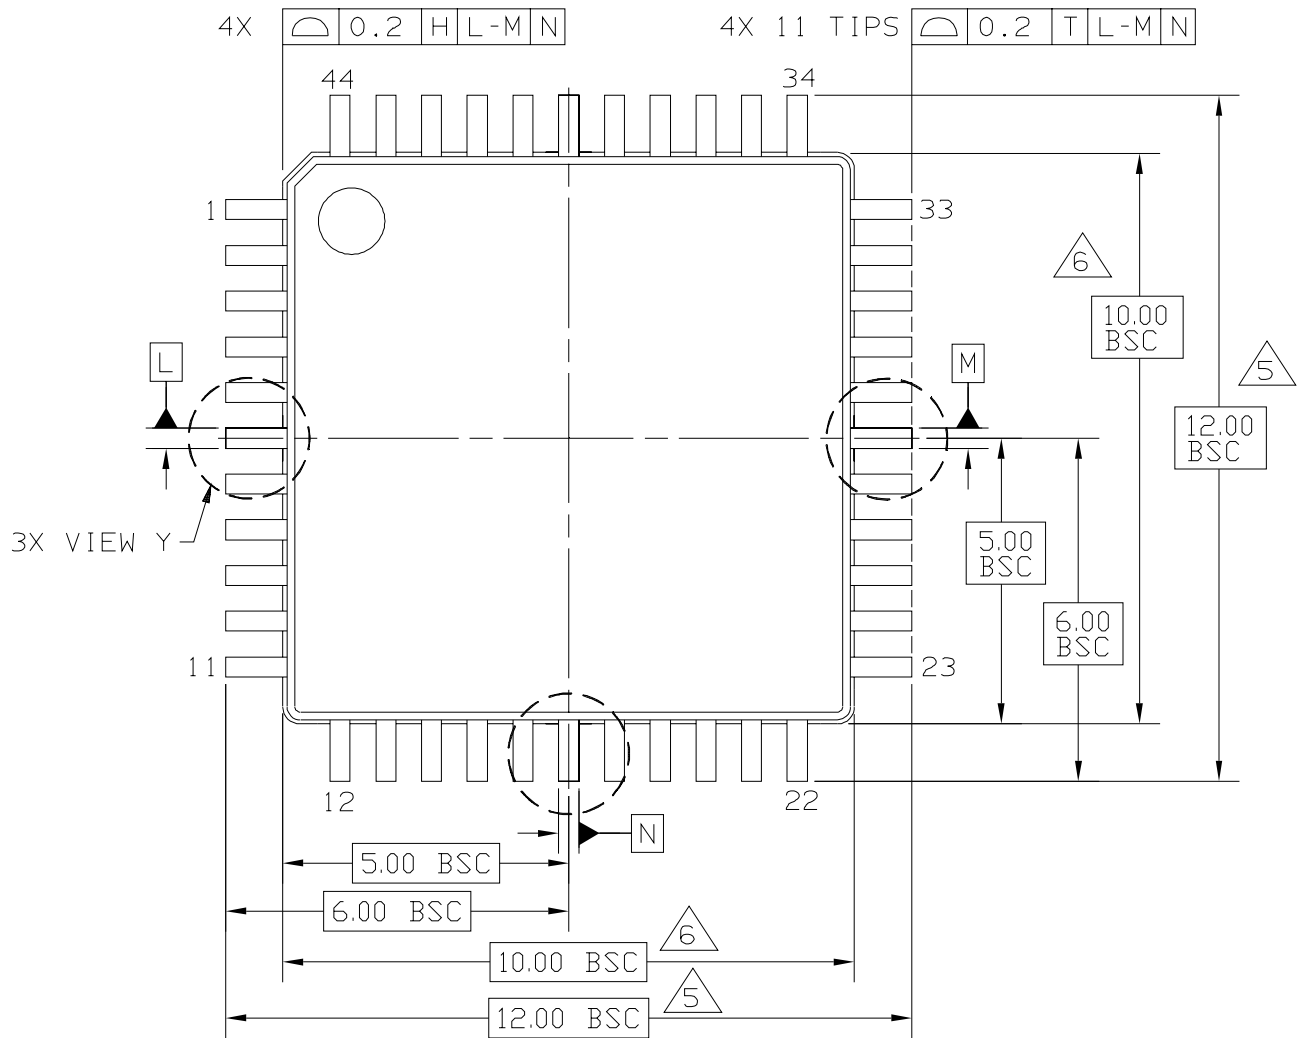 4X 0.2 H L-M N
4X 11 TIPS 0.2 T L-M N
44
34
1
33
6
10.00
BSC
5
L
M
12.00
BSC
3X VIEW Y
5.00
BSC
6.00
BSC
11
23
12
22
N
5.00 BSC
6.00 BSC
6
10.00 BSC
5
12.00 BSC